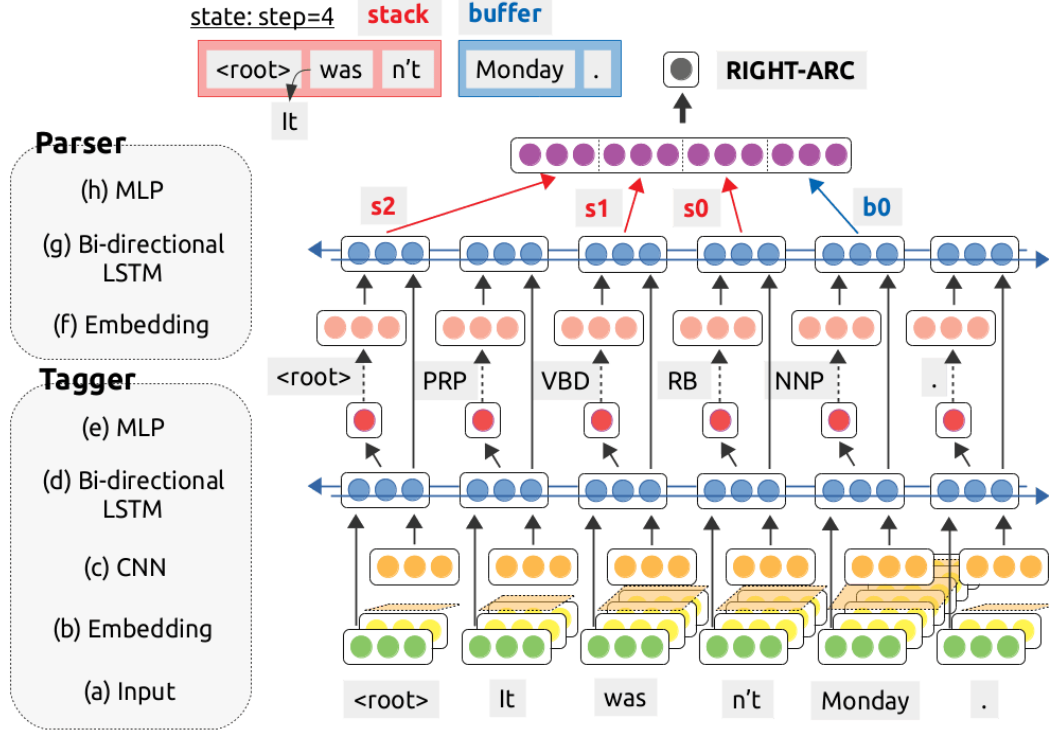 state: step=4 stack buffer
<root> was n't Monday .
It
RIGHT-ARC
Parser
(h) MLP
s2 s1 s0 b0
(g) Bi-directional
LSTM
(f) Embedding
<root> PRP VBD RB NNP .
Tagger
(e) MLP
(d) Bi-directional
LSTM
(c) CNN
(b) Embedding
(a) Input
<root> It was n't Monday .